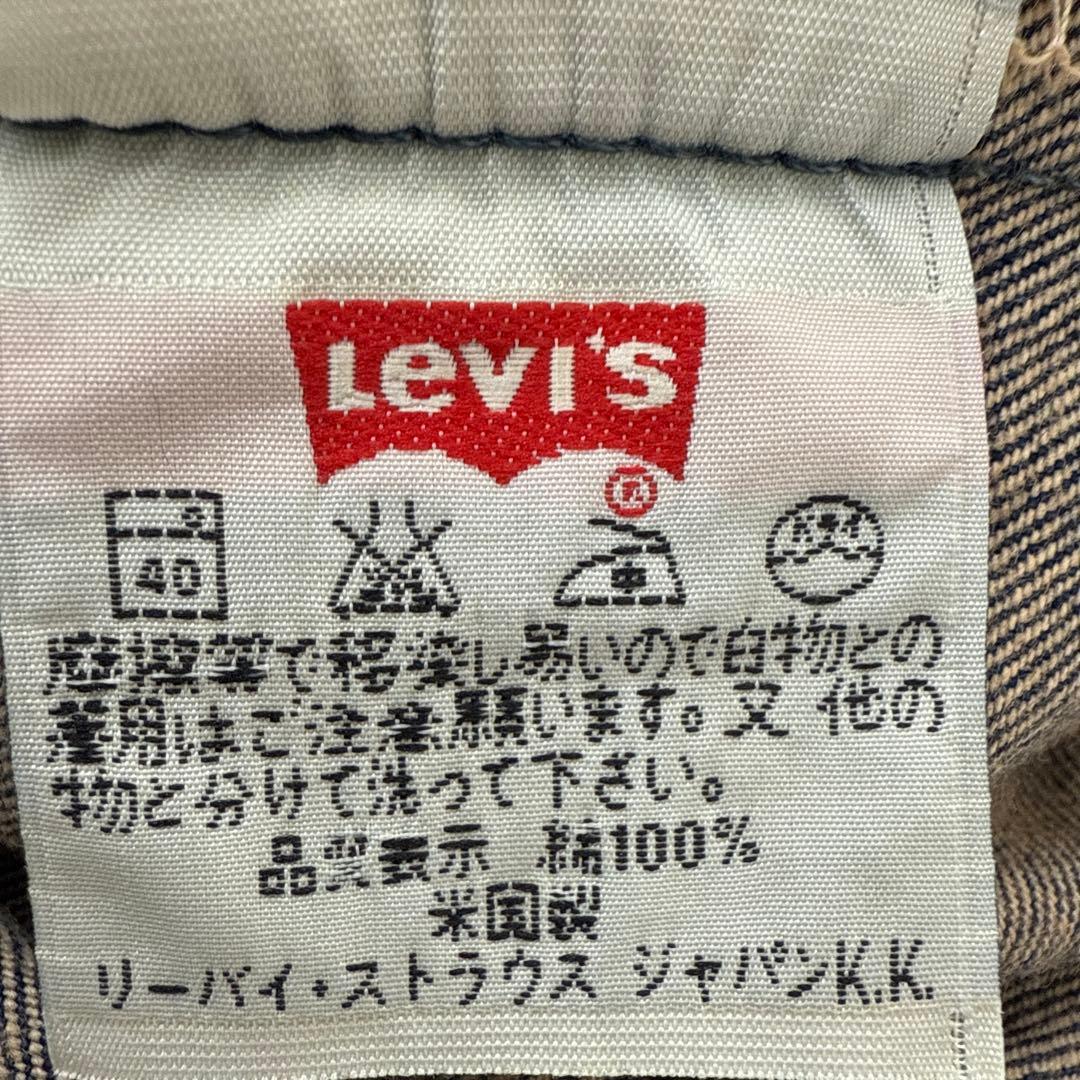 Levi's
®
40
摩擦等で移染し易いので白物との
着用はご注意願います。又 他の
物と分けて洗って下さい。
品質表示 綿100%
米国製
リーバイ・ストラウス ジャパンK.K.